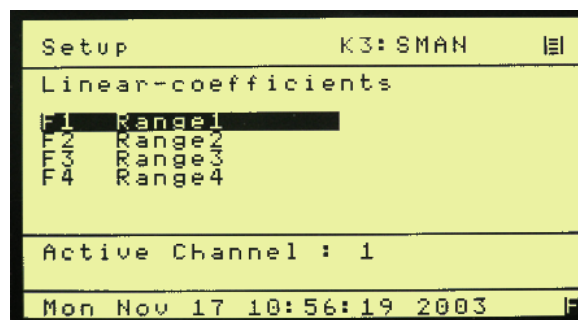 Setup K3:SMAN
Linear-coefficients
F1 Range1
F2 Range2
F3 Range3
F4 Range4
Active Channel : 1
Mon Nov 17 10:56:19 2003